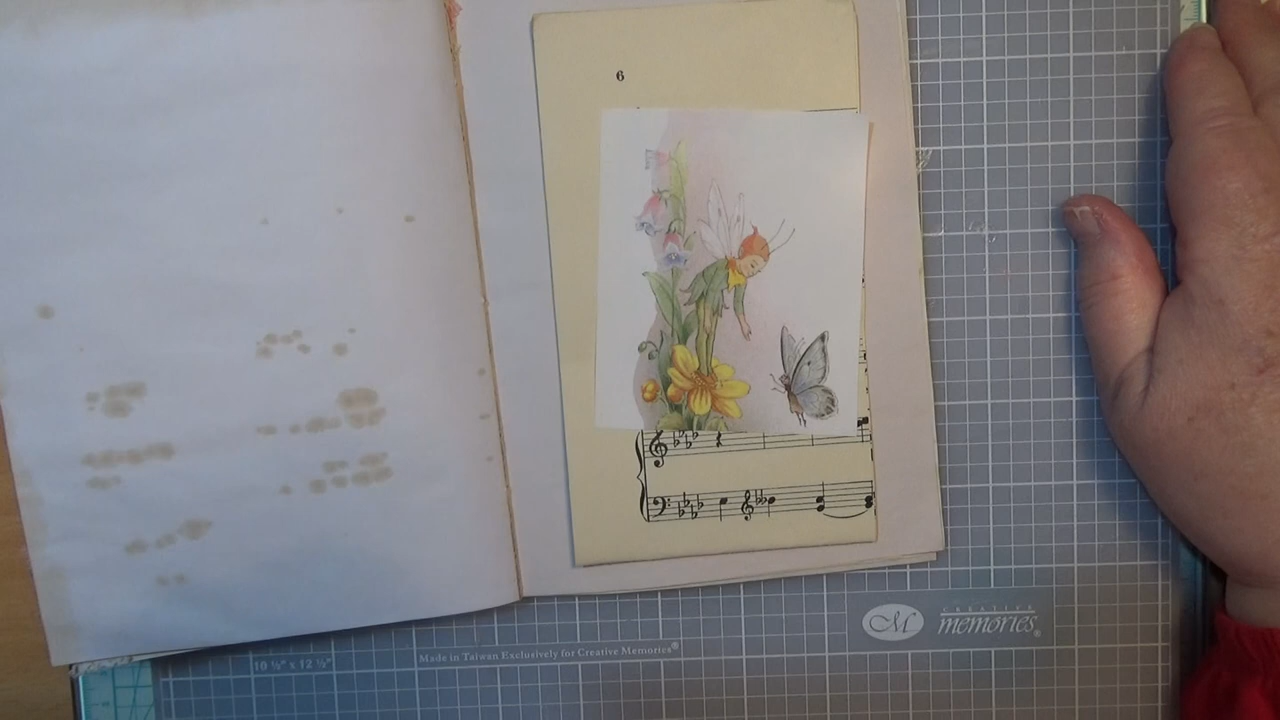 6
10 ½" x 12 ½"
Made in Taiwan Exclusively for Creative Memories®
CM
CREATIVE
memories®